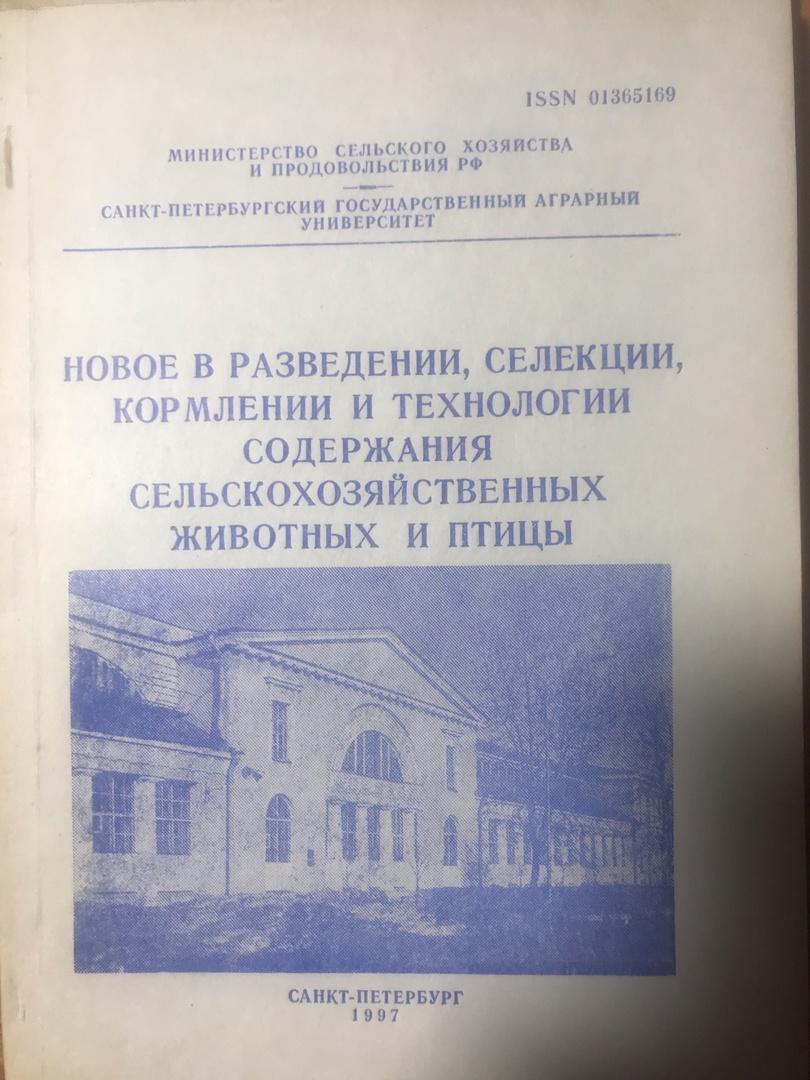 ISSN 01365169
МИНИСТЕРСТВО СЕЛЬСКОГО ХОЗЯЙСТВА
И ПРОДОВОЛЬСТВИЯ РФ
САНКТ-ПЕТЕРБУРГСКИЙ ГОСУДАРСТВЕННЫЙ АГРАРНЫЙ
УНИВЕРСИТЕТ
НОВОЕ В РАЗВЕДЕНИИ, СЕЛЕКЦИИ,
КОРМЛЕНИИ И ТЕХНОЛОГИИ
СОДЕРЖАНИЯ
СЕЛЬСКОХОЗЯЙСТВЕННЫХ
ЖИВОТНЫХ И ПТИЦЫ
САНКТ-ПЕТЕРБУРГ
1997